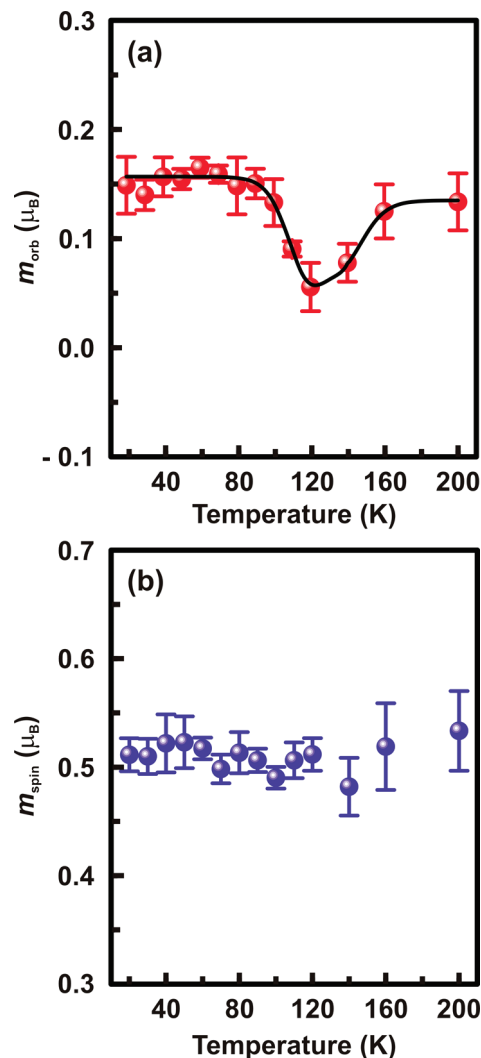 (a)
0.3
0.2
0.1
0.0
- 0.1
m_orb (μ_B)
40 80 120 160 200
Temperature (K)
(b)
0.7
0.6
0.5
0.4
0.3
m_spin (μ_B)
40 80 120 160 200
Temperature (K)